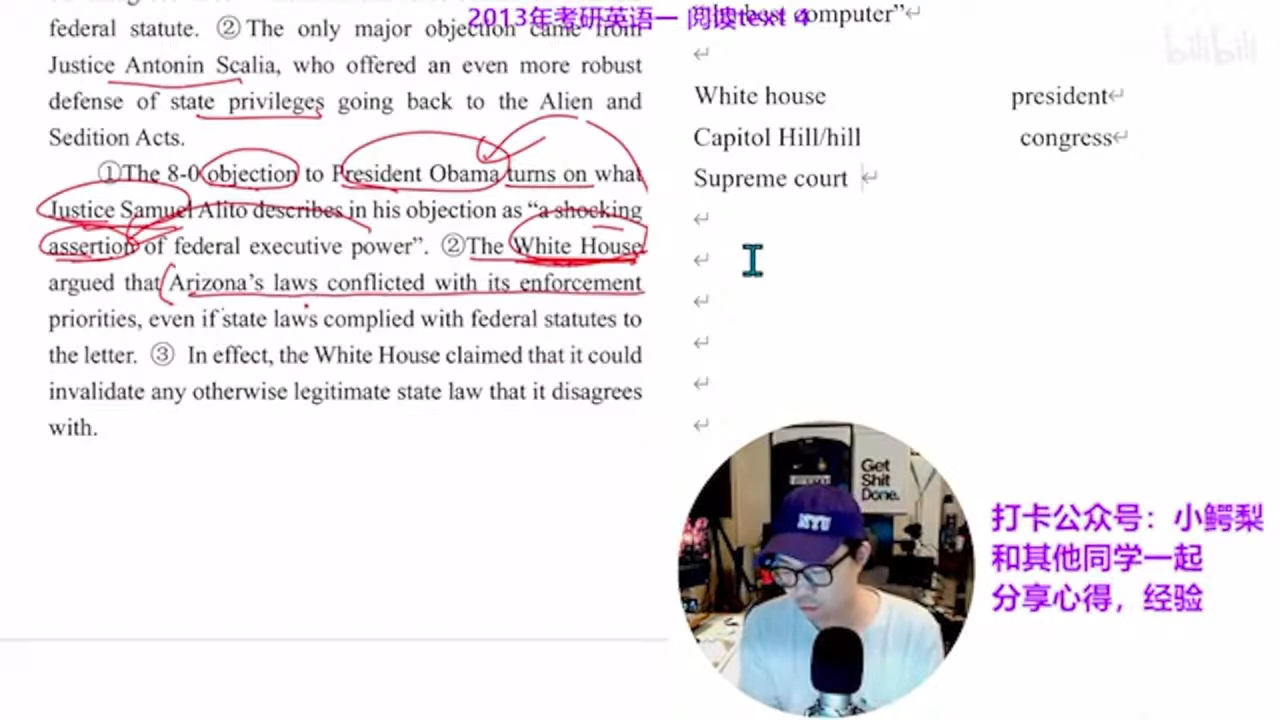 2013年考研英语一 阅读text 4
federal statute. ② The only major objection came from
Justice Antonin Scalia, who offered an even more robust
defense of state privileges going back to the Alien and
Sedition Acts.
①The 8-0 objection to President Obama turns on what
Justice Samuel Alito describes in his objection as “a shocking
assertion of federal executive power”. ②The White House
argued that Arizona’s laws conflicted with its enforcement
priorities, even if state laws complied with federal statutes to
the letter. ③ In effect, the White House claimed that it could
invalidate any otherwise legitimate state law that it disagrees
with.
computer”
White house president
Capitol Hill/hill congress
Supreme court
bilibili
Get
Shit
Done.
NYU
打卡公众号：小鳄梨
和其他同学一起
分享心得，经验